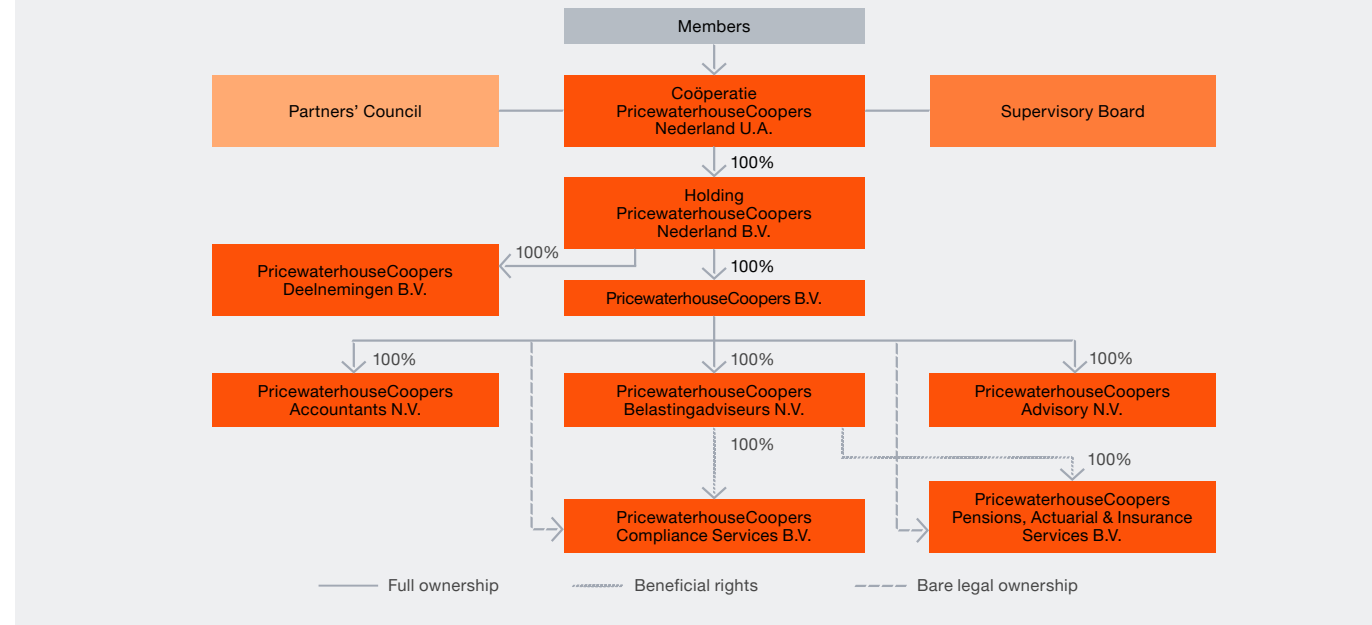 Members
Partners’ Council
Coöperatie
PricewaterhouseCoopers
Nederland U.A.
Supervisory Board
100%
Holding
PricewaterhouseCoopers
Nederland B.V.
100%
100%
PricewaterhouseCoopers
Deelnemingen B.V.
PricewaterhouseCoopers B.V.
100%
100%
100%
PricewaterhouseCoopers
Accountants N.V.
PricewaterhouseCoopers
Belastingadviseurs N.V.
PricewaterhouseCoopers
Advisory N.V.
100%
100%
PricewaterhouseCoopers
Compliance Services B.V.
PricewaterhouseCoopers
Pensions, Actuarial & Insurance
Services B.V.
Full ownership
Beneficial rights
Bare legal ownership